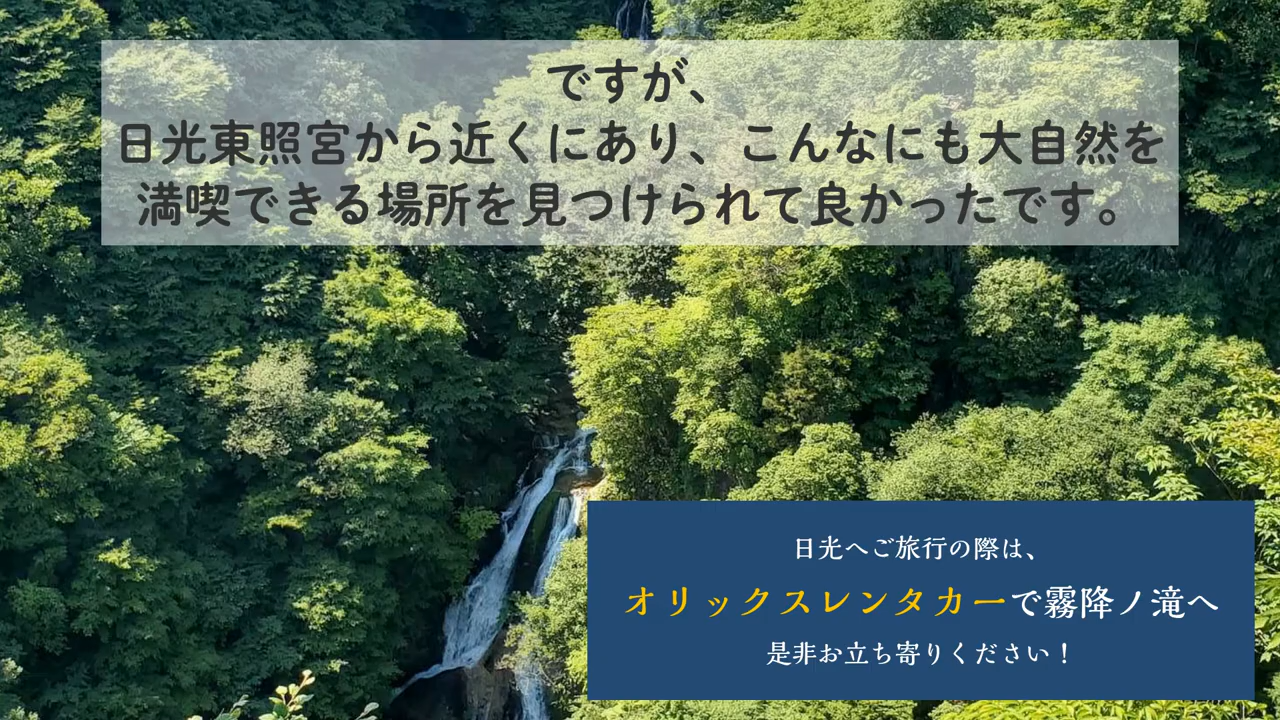 ですが、
日光東照宮から近くにあり、こんなにも大自然を
満喫できる場所を見つけられて良かったです。
日光へご旅行の際は、
オリックスレンタカーで霧降ノ滝へ
是非お立ち寄りください！